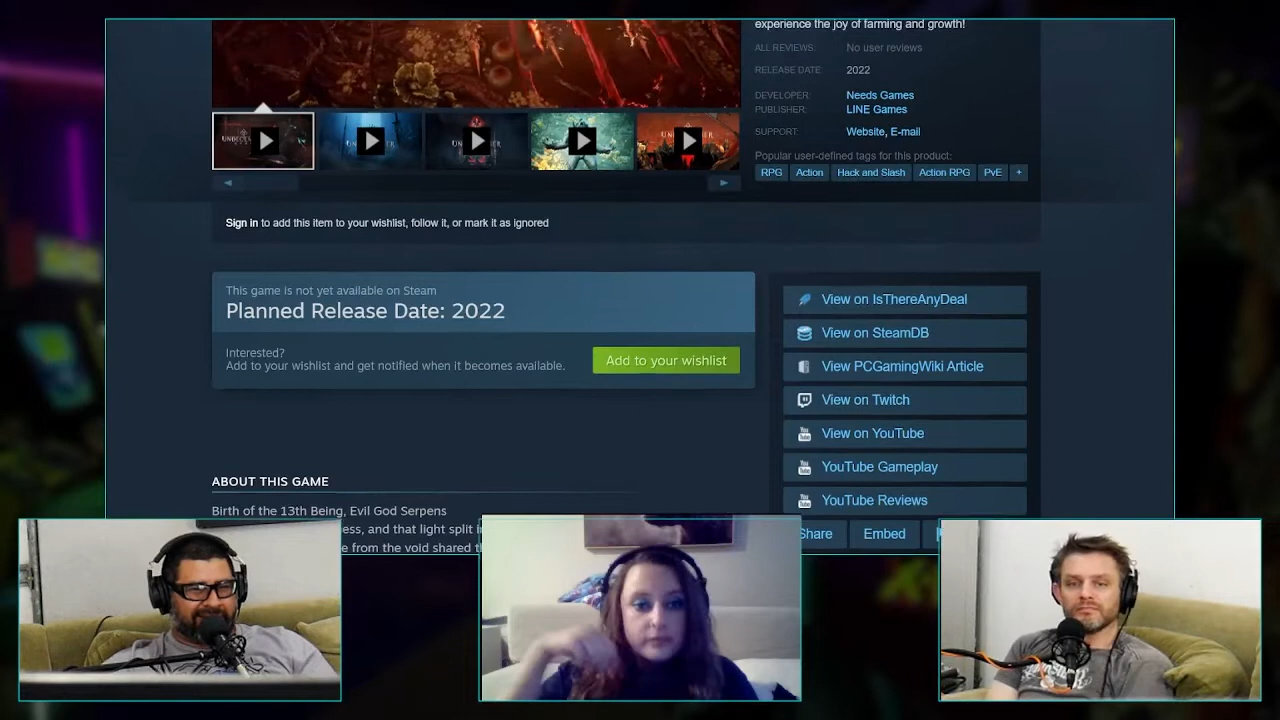 experience the joy of farming and growth!
ALL REVIEWS: No user reviews
RELEASE DATE: 2022
DEVELOPER: Needs Games
PUBLISHER: LINE Games
SUPPORT: Website, E-mail
Popular user-defined tags for this product:
RPG Action Hack and Slash Action RPG PvE +
Sign in to add this item to your wishlist, follow it, or mark it as ignored
This game is not yet available on Steam
Planned Release Date: 2022
Interested?
Add to your wishlist and get notified when it becomes available.
Add to your wishlist
View on IsThereAnyDeal
View on SteamDB
View PCGamingWiki Article
View on Twitch
View on YouTube
YouTube Gameplay
YouTube Reviews
Share Embed
ABOUT THIS GAME
Birth of the 13th Being, Evil God Serpens
ess, and that light split
e from the void shared